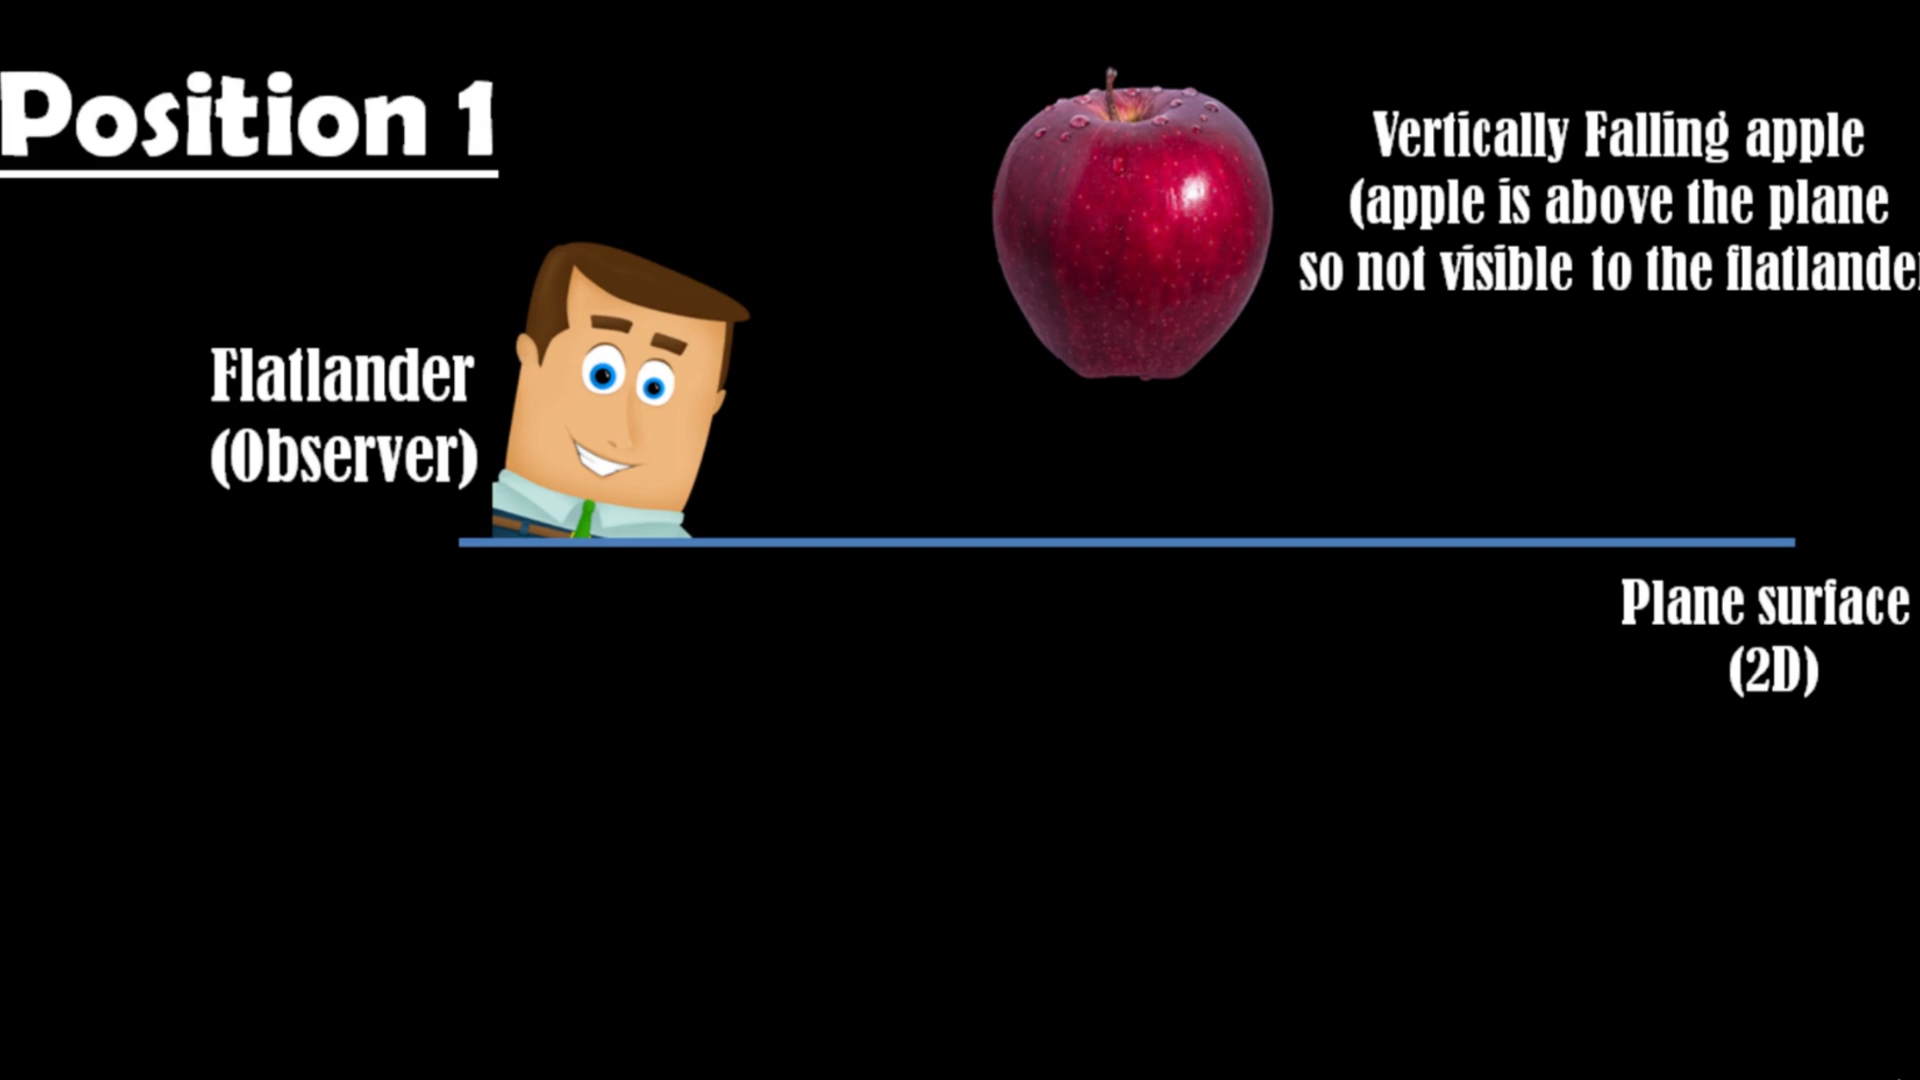 Position 1
Vertically Falling apple
(apple is above the plane
so not visible to the flatlander
Flatlander
(Observer)
Plane surface
(2D)